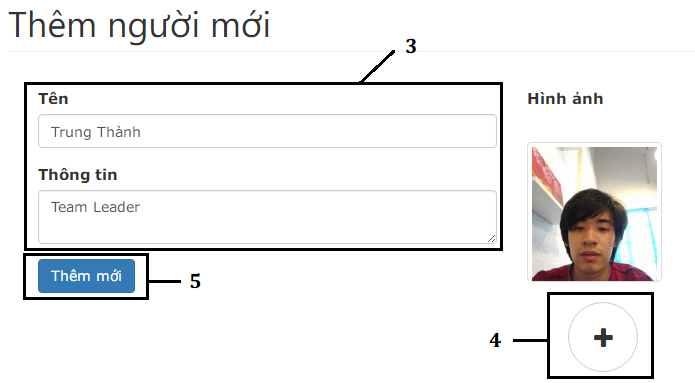 Thêm người mới
3
Tên
Hình ảnh
Trung Thành
Thông tin
Team Leader
Thêm mới
5
4